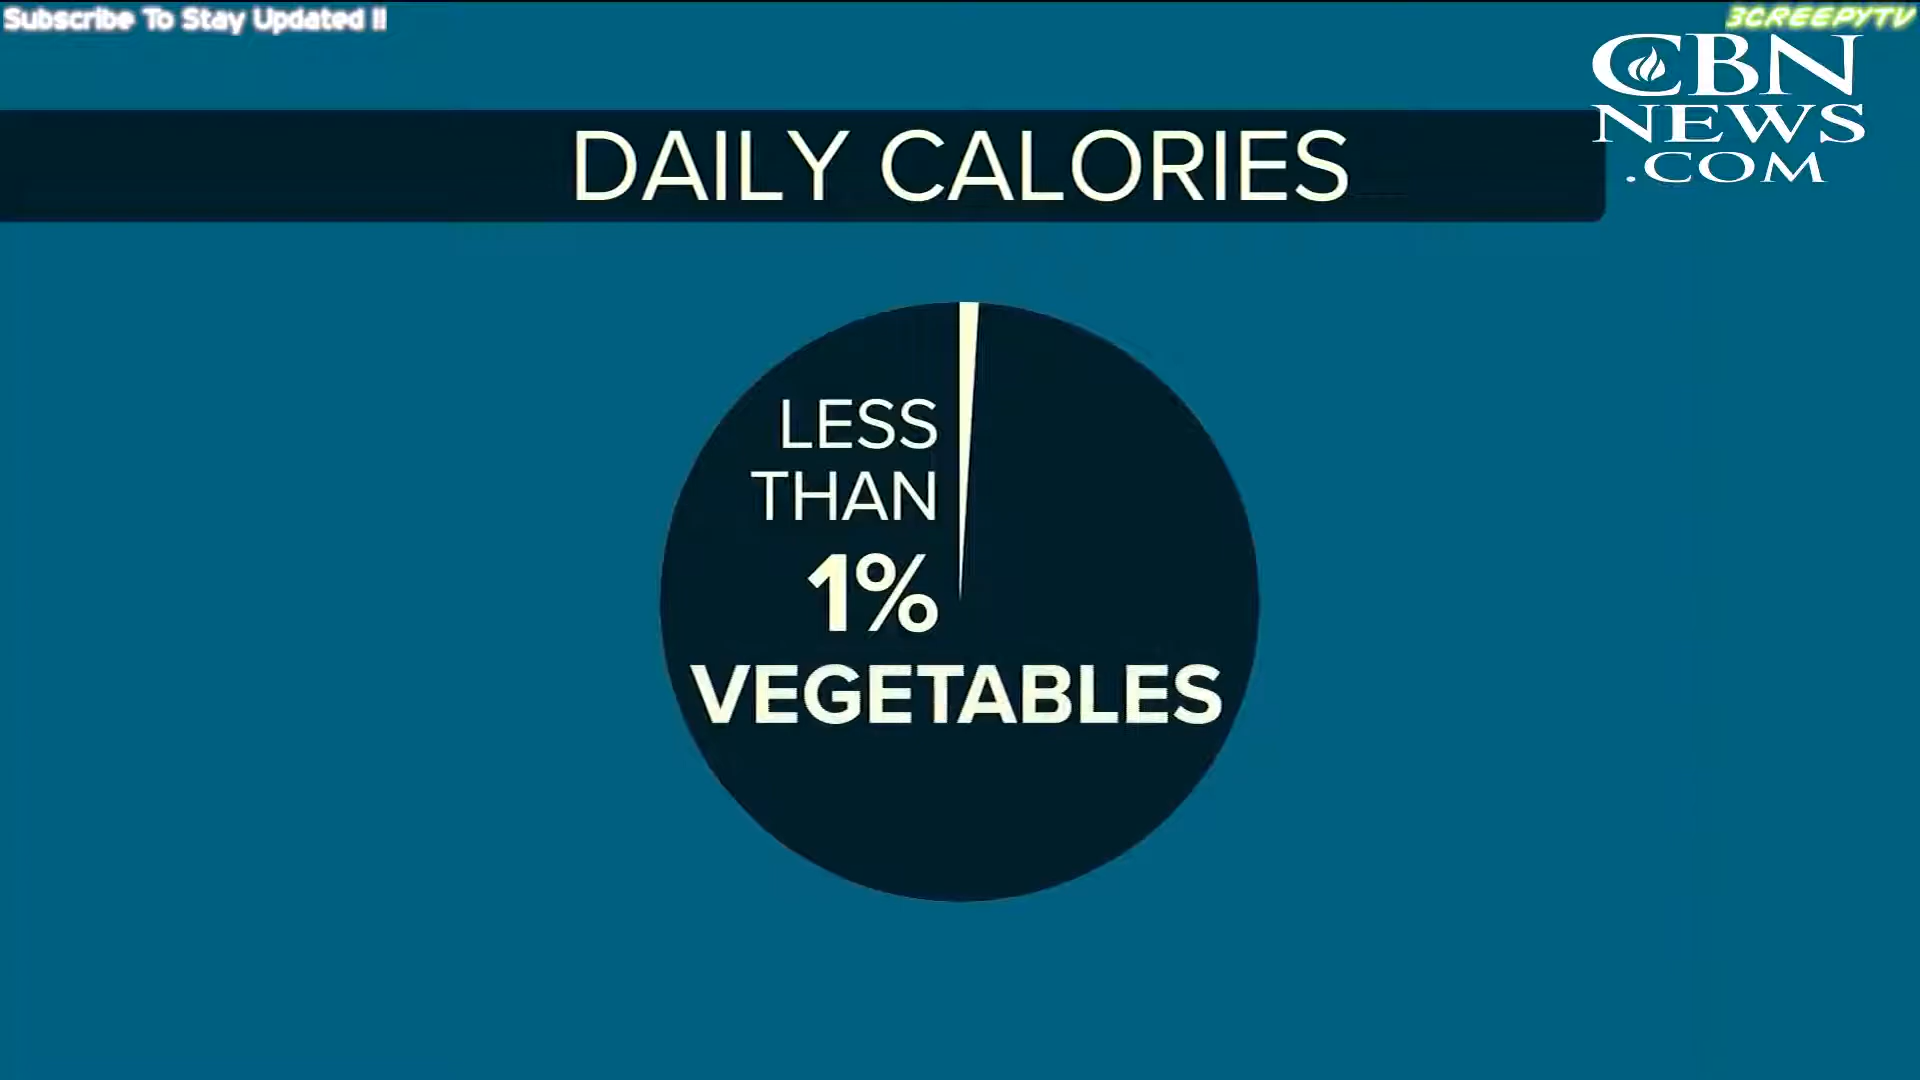 Subscribe To Stay Updated !!
3CREEPYTV
CBN
NEWS
.COM
DAILY CALORIES
LESS
THAN
1%
VEGETABLES